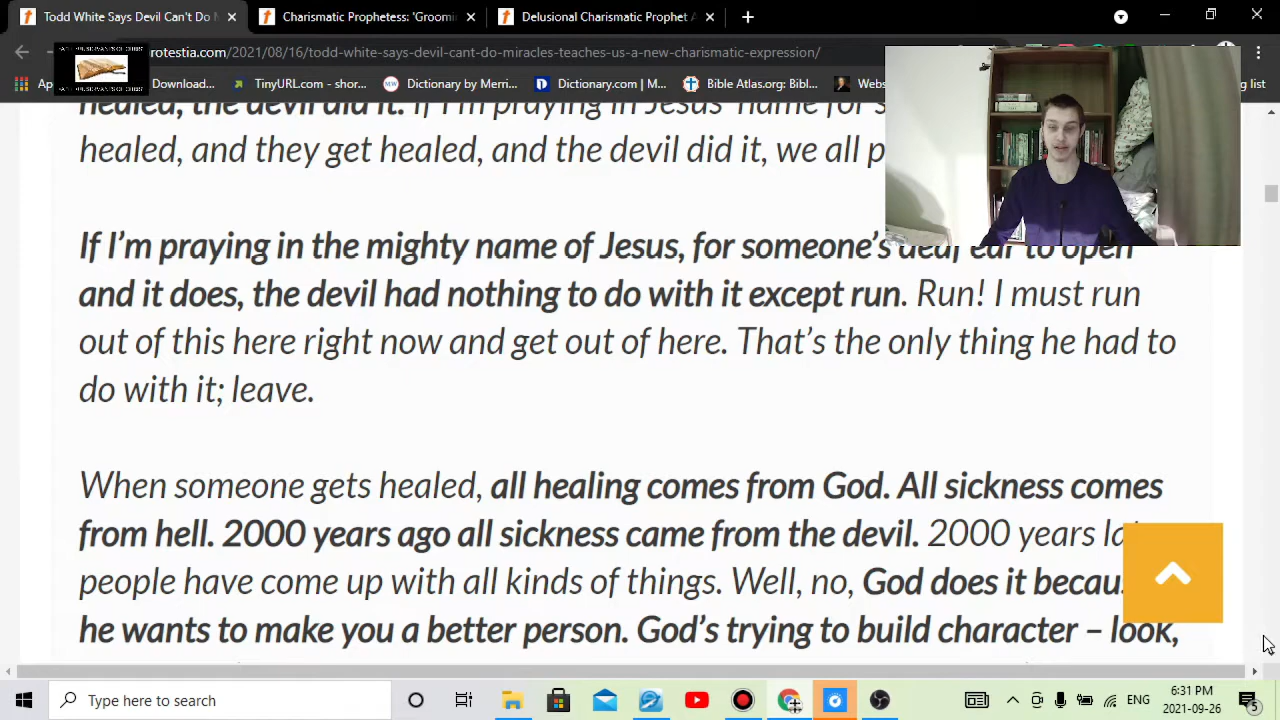 Todd White Says Devil Can't Do M
Charismatic Prophetess: 'Groomin
Delusional Charismatic Prophet A
rotestia.com/2021/08/16/todd-white-says-devil-cant-do-miracles-teaches-us-a-new-charismatic-expression/
Ap
Download...
TinyURL.com - shor...
Dictionary by Merri...
Dictionary.com | M...
Bible Atlas.org: Bibl...
Webs
g list
healed, the devil did it. If I'm praying in Jesus' name for s
healed, and they get healed, and the devil did it, we all p
If I'm praying in the mighty name of Jesus, for someone's deaf ear to open
and it does, the devil had nothing to do with it except run. Run! I must run
out of this here right now and get out of here. That's the only thing he had to
do with it; leave.
When someone gets healed, all healing comes from God. All sickness comes
from hell. 2000 years ago all sickness came from the devil. 2000 years la
people have come up with all kinds of things. Well, no, God does it becau
he wants to make you a better person. God's trying to build character – look,
Type here to search
ENG
6:31 PM
2021-09-26
5